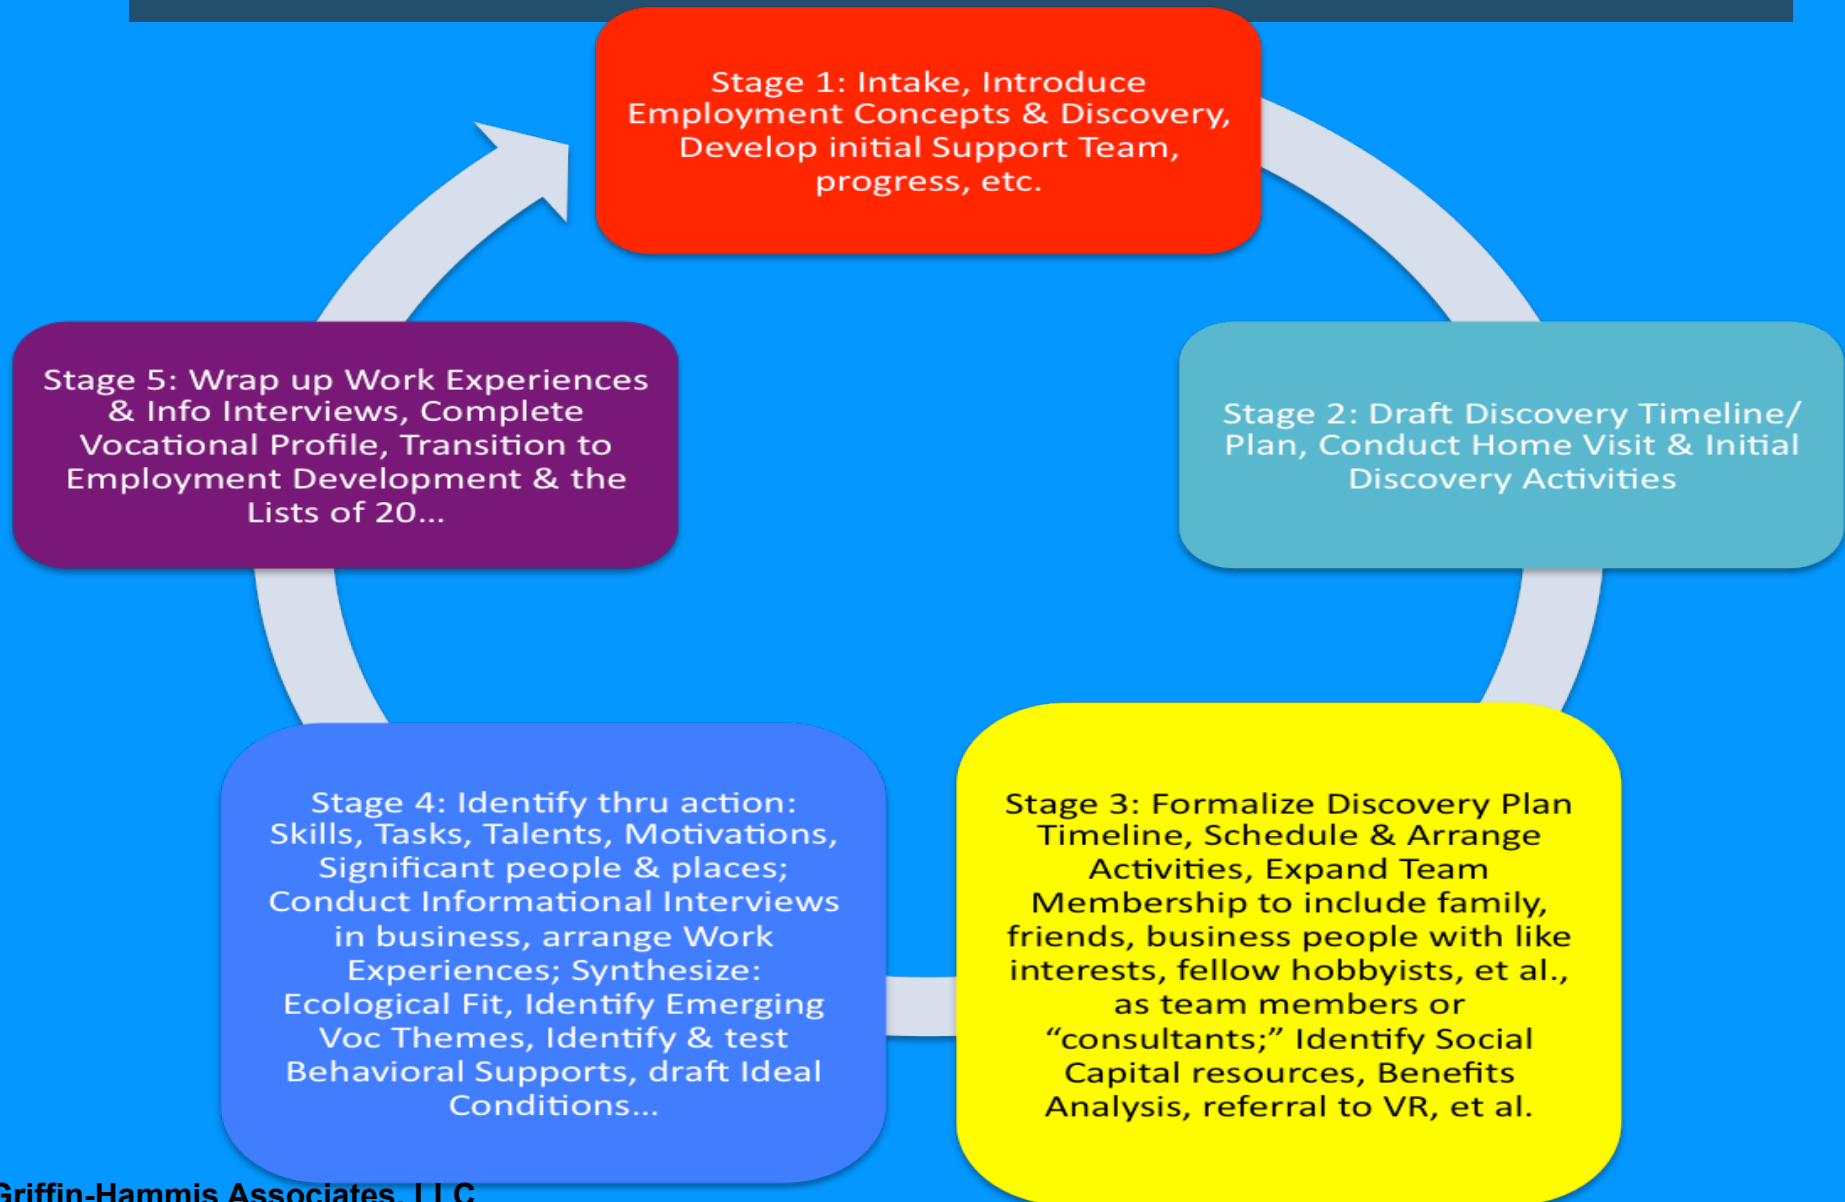 Stage 1: Intake, Introduce
Employment Concepts & Discovery,
Develop initial Support Team,
progress, etc.
Stage 2: Draft Discovery Timeline/
Plan, Conduct Home Visit & Initial
Discovery Activities
Stage 3: Formalize Discovery Plan
Timeline, Schedule & Arrange
Activities, Expand Team
Membership to include family,
friends, business people with like
interests, fellow hobbyists, et al.,
as team members or
“consultants;” Identify Social
Capital resources, Benefits
Analysis, referral to VR, et al.
Stage 4: Identify thru action:
Skills, Tasks, Talents, Motivations,
Significant people & places;
Conduct Informational Interviews
in business, arrange Work
Experiences; Synthesize:
Ecological Fit, Identify Emerging
Voc Themes, Identify & test
Behavioral Supports, draft Ideal
Conditions...
Stage 5: Wrap up Work Experiences
& Info Interviews, Complete
Vocational Profile, Transition to
Employment Development & the
Lists of 20...
Griffin-Hammis Associates, LLC